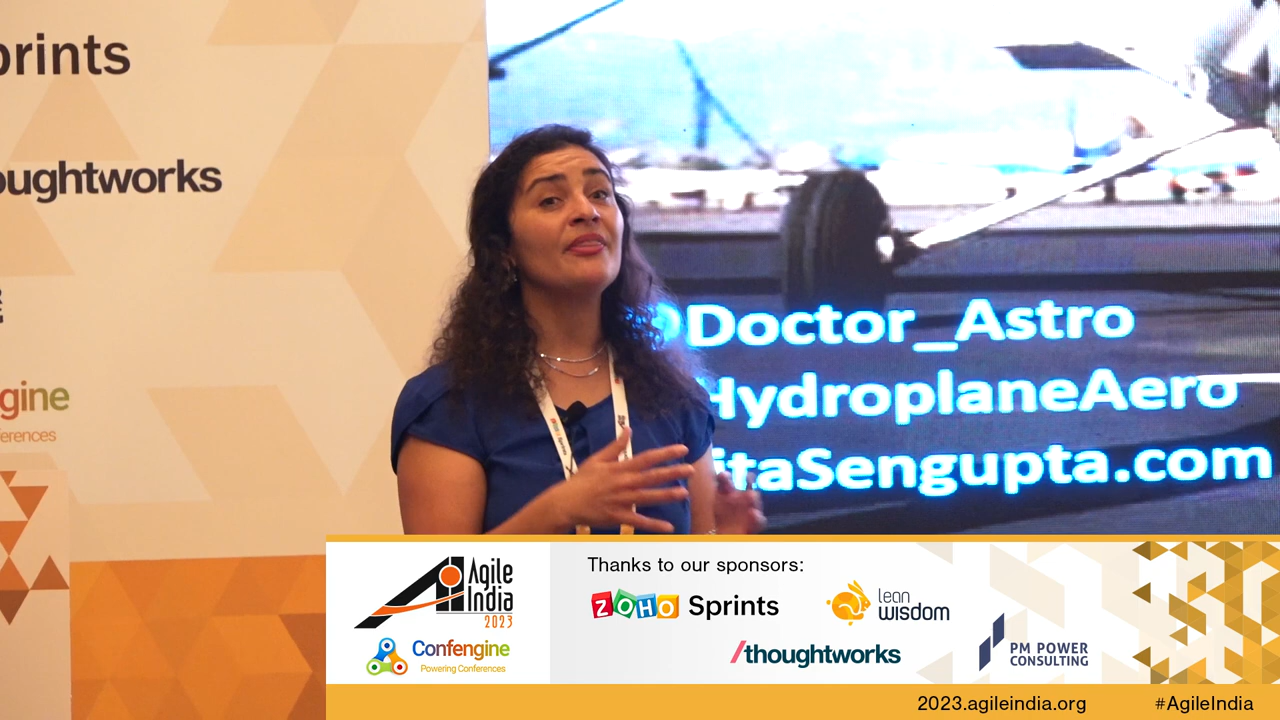 prints
oughtworks
gine
erences
@Doctor_Astro
HydroplaneAero
itaSengupta.com
Agile
India
2023
Confengine
Powering Conferences
Thanks to our sponsors:
ZOHO Sprints
lean
wisdom
/thoughtworks
PM POWER
CONSULTING
2023.agileindia.org
#AgileIndia